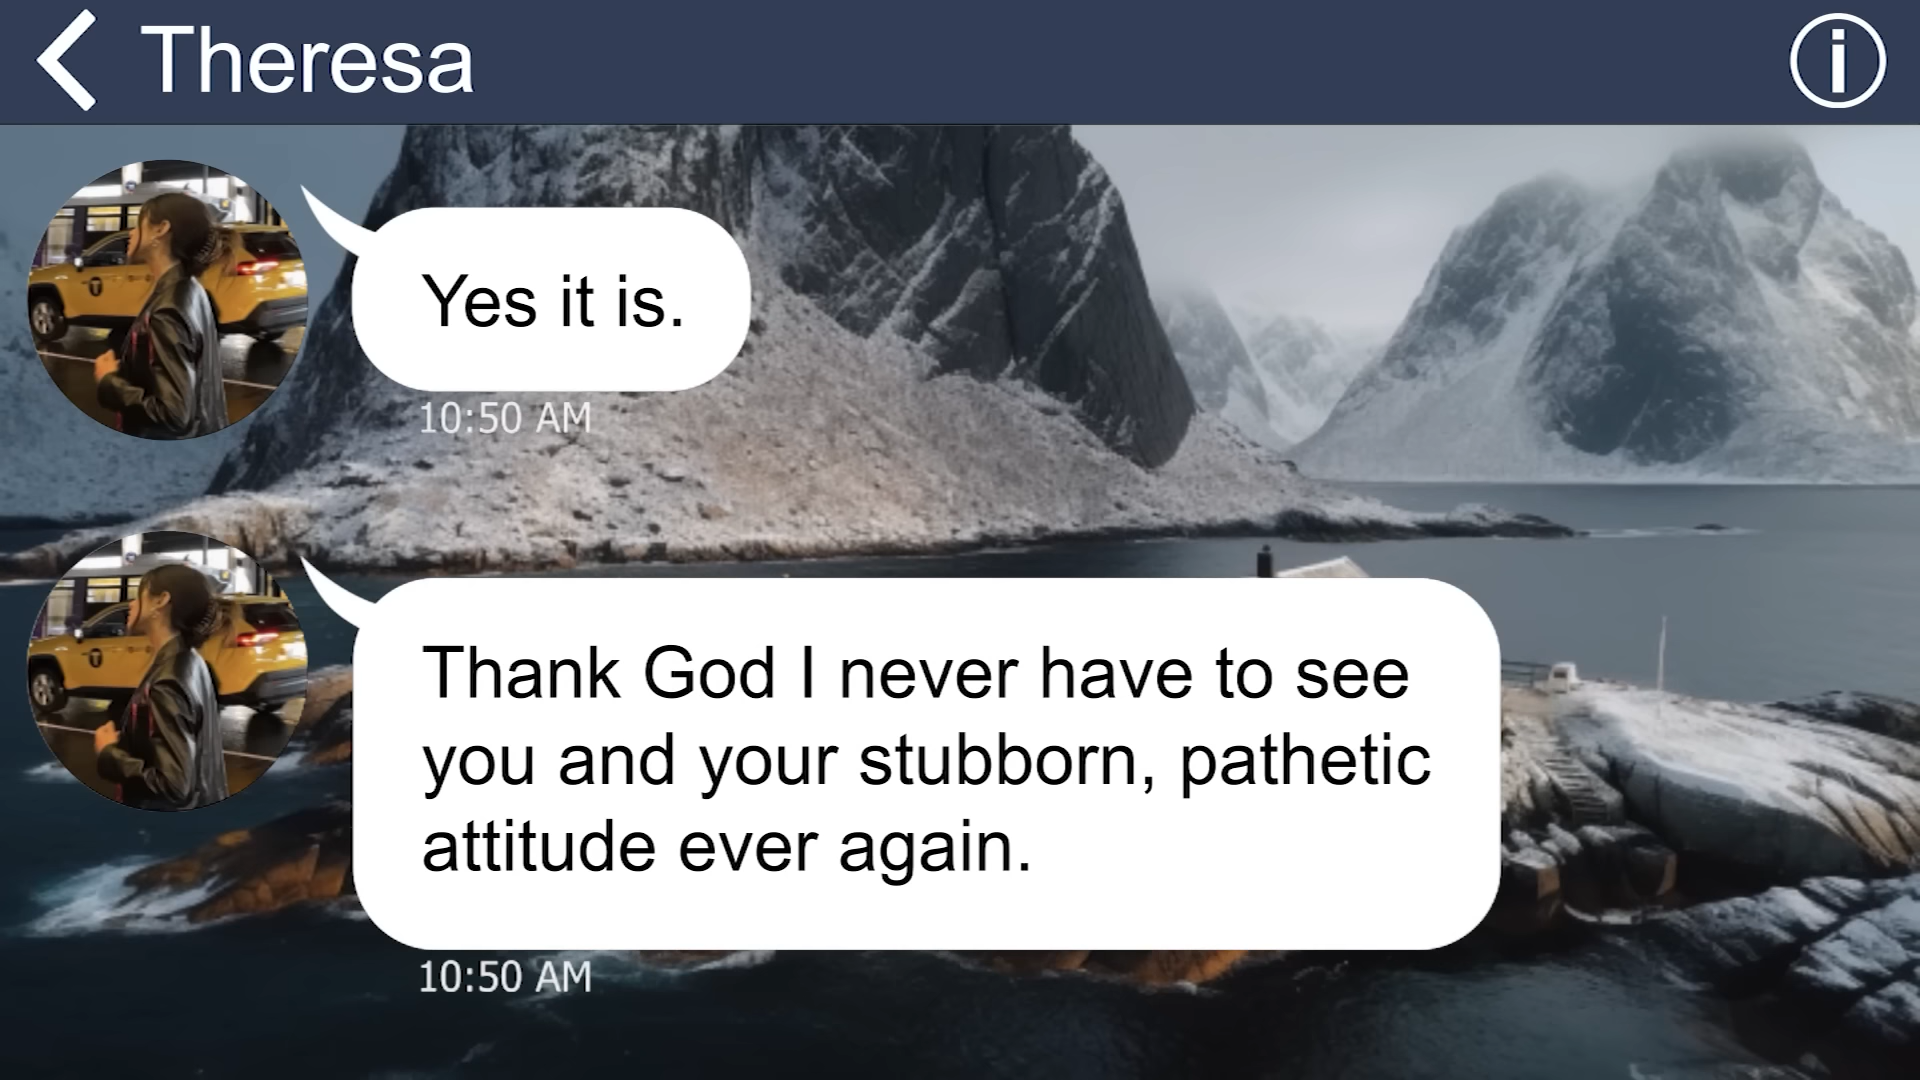 Theresa
Yes it is.
10:50 AM
Thank God I never have to see
you and your stubborn, pathetic
attitude ever again.
10:50 AM